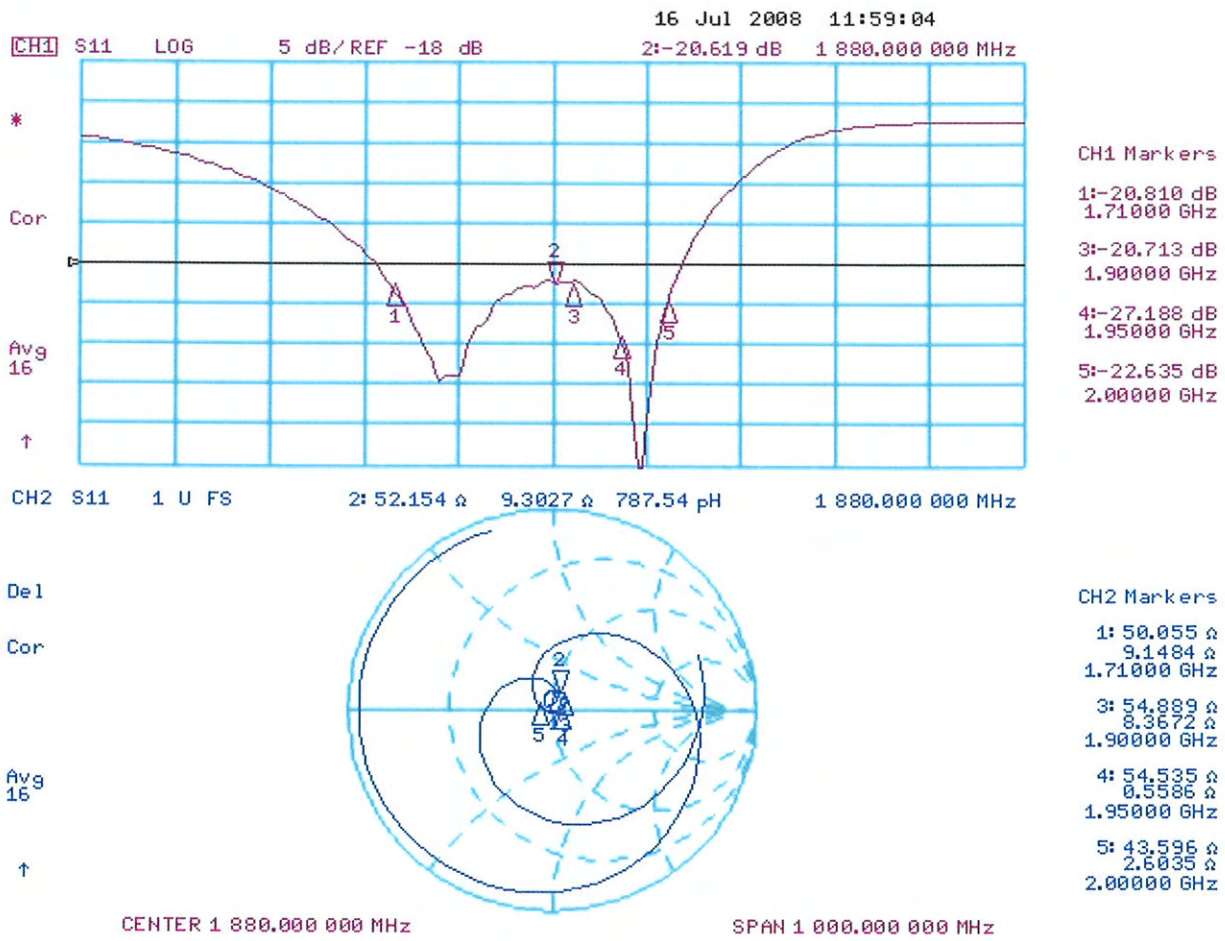 16 Jul 2008 11:59:04
CH1 S11 LOG 5 dB/REF -18 dB 2:-20.619 dB 1 880.000 000 MHz
*
Cor
Avg
16
↑
2
1
3
4
5
CH1 Markers
1:-20.810 dB
1.71000 GHz
3:-20.713 dB
1.90000 GHz
4:-27.188 dB
1.95000 GHz
5:-22.635 dB
2.00000 GHz
CH2 S11 1 U FS 2: 52.154 Ω 9.3027 Ω 787.54 pH 1 880.000 000 MHz
Del
Cor
Avg
16
↑
2
5
4
CH2 Markers
1: 50.055 Ω
9.1484 Ω
1.71000 GHz
3: 54.889 Ω
8.3672 Ω
1.90000 GHz
4: 54.535 Ω
0.5586 Ω
1.95000 GHz
5: 43.596 Ω
2.6035 Ω
2.00000 GHz
CENTER 1 880.000 000 MHz SPAN 1 000.000 000 MHz